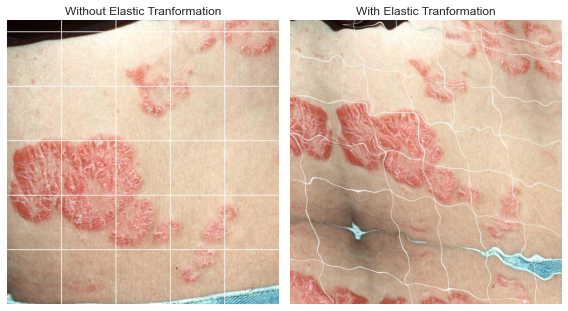 Without Elastic Tranformation
With Elastic Tranformation